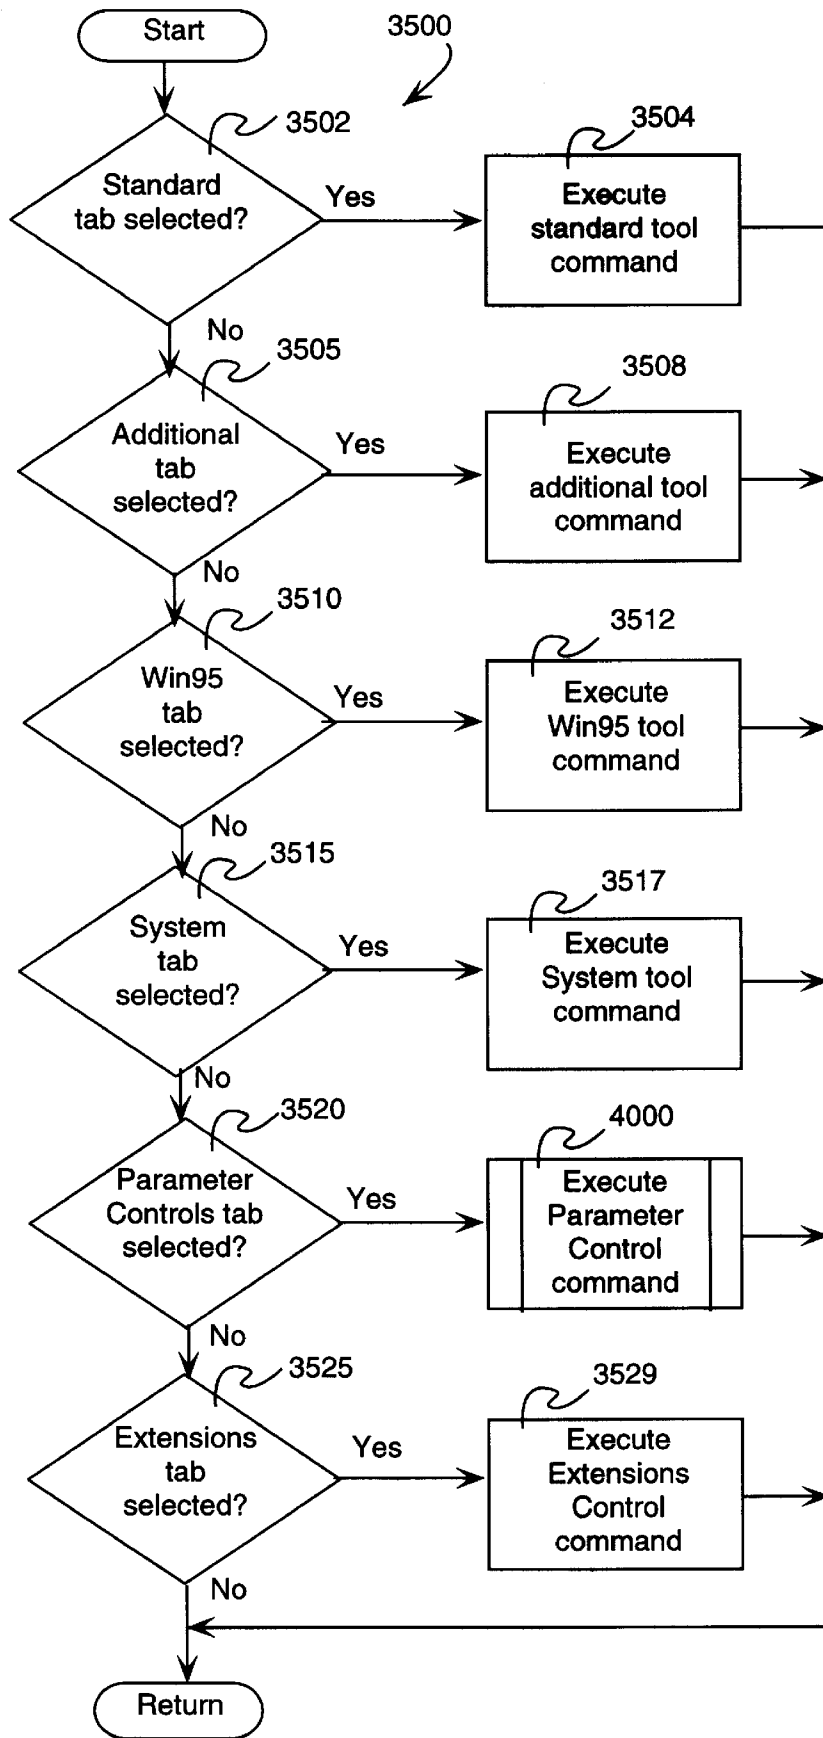 Start
3500
3502
Standard
tab selected?
Yes
3504
Execute
standard tool
command
No
3505
Additional
tab
selected?
Yes
3508
Execute
additional tool
command
No
3510
Win95
tab
selected?
Yes
3512
Execute
Win95 tool
command
No
3515
System
tab
selected?
Yes
3517
Execute
System tool
command
No
3520
Parameter
Controls tab
selected?
Yes
4000
Execute
Parameter
Control
command
No
3525
Extensions
tab
selected?
Yes
3529
Execute
Extensions
Control
command
No
Return